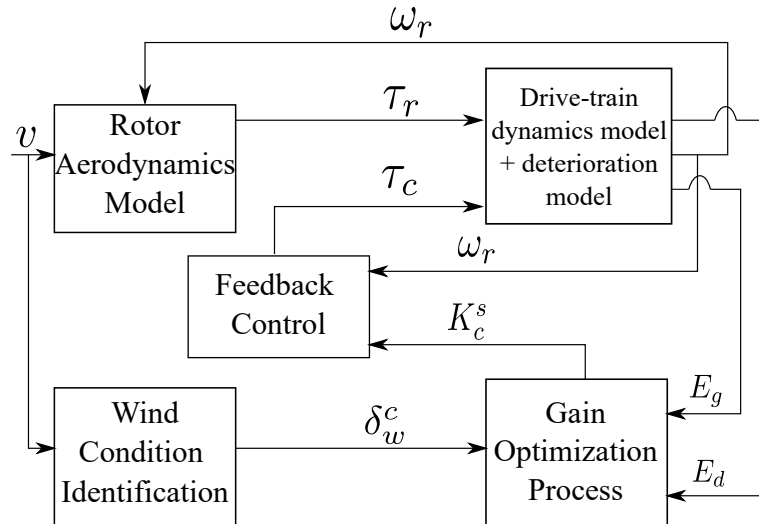 ω_r
v
Rotor
Aerodynamics
Model
τ_r
τ_c
Drive-train
dynamics model
+ deterioration
model
ω_r
Feedback
Control
K_c^s
Wind
Condition
Identification
δ_w^c
Gain
Optimization
Process
E_g
E_d